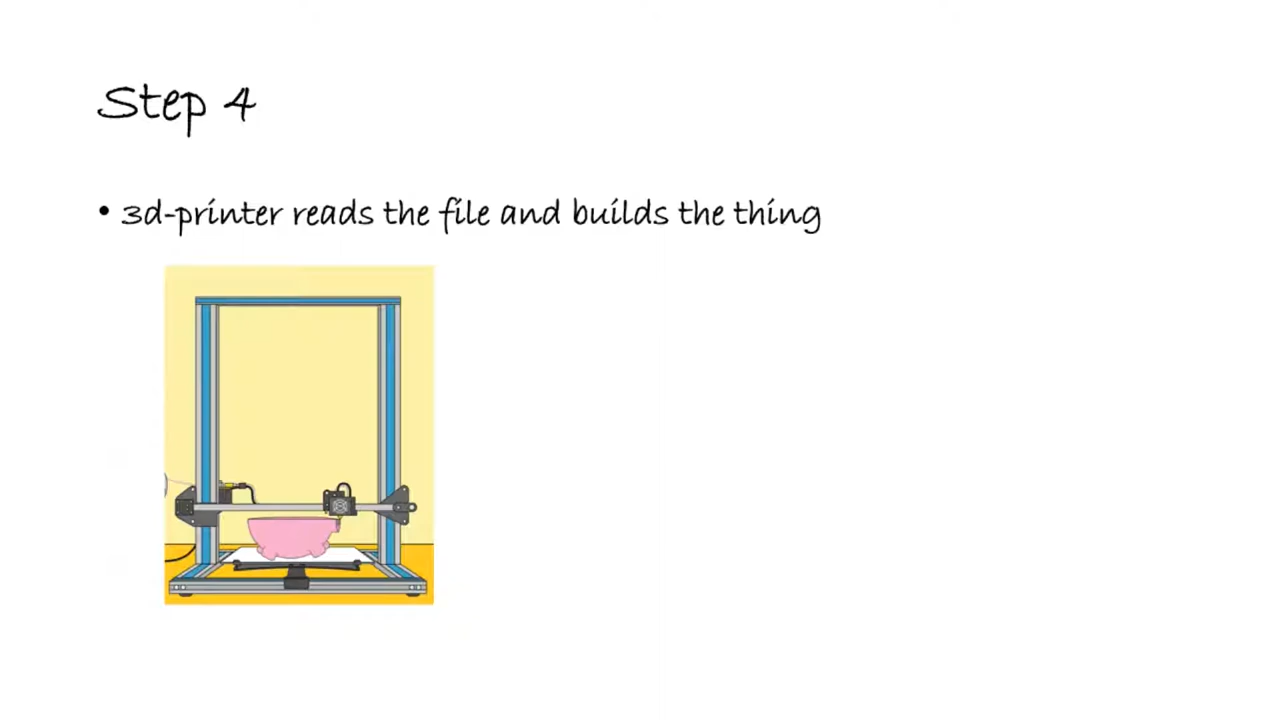 Step 4
• 3d-printer reads the file and builds the thing